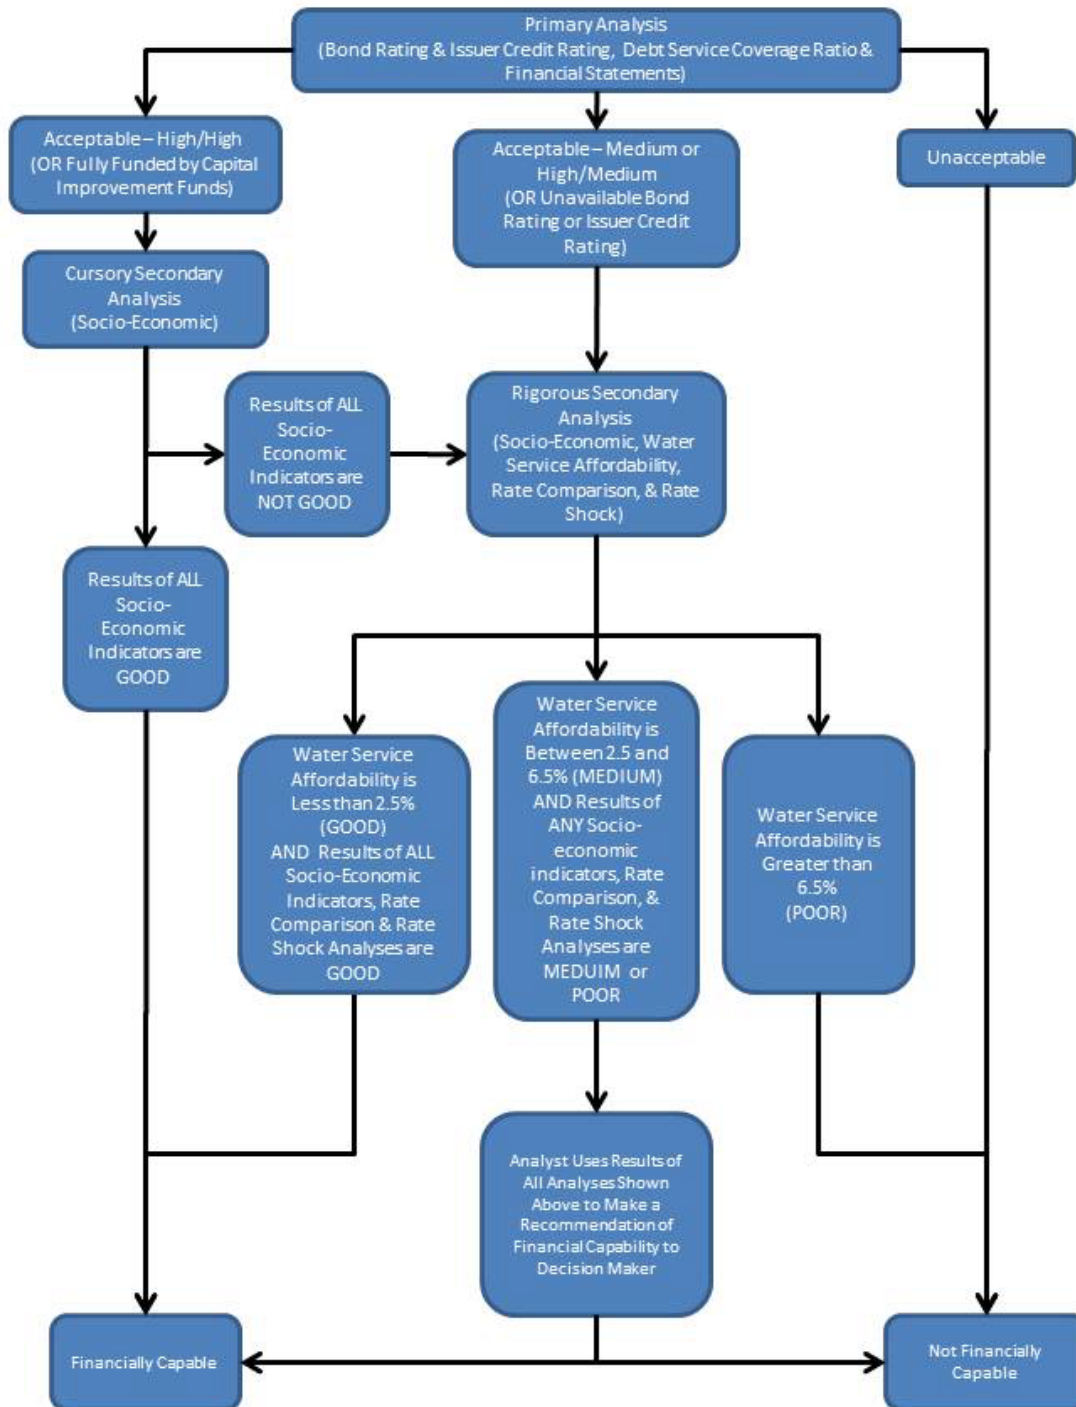 Primary Analysis
(Bond Rating & Issuer Credit Rating, Debt Service Coverage Ratio &
Financial Statements)
Acceptable – High/High
(OR Fully Funded by Capital
Improvement Funds)
Acceptable – Medium or
High/Medium
(OR Unavailable Bond
Rating or Issuer Credit
Rating)
Unacceptable
Cursory Secondary
Analysis
(Socio-Economic)
Results of ALL
Socio-
Economic
Indicators are
NOT GOOD
Rigorous Secondary
Analysis
(Socio-Economic, Water
Service Affordability,
Rate Comparison, & Rate
Shock)
Results of ALL
Socio-
Economic
Indicators are
GOOD
Water Service
Affordability is
Less than 2.5%
(GOOD)
AND Results of ALL
Socio-Economic
Indicators, Rate
Comparison & Rate
Shock Analyses are
GOOD
Water Service
Affordability is
Between 2.5 and
6.5% (MEDIUM)
AND Results of
ANY Socio-
economic
indicators, Rate
Comparison, &
Rate Shock
Analyses are
MEDUIM or
POOR
Water Service
Affordability is
Greater than
6.5%
(POOR)
Analyst Uses Results of
All Analyses Shown
Above to Make a
Recommendation of
Financial Capability to
Decision Maker
Financially Capable
Not Financially
Capable